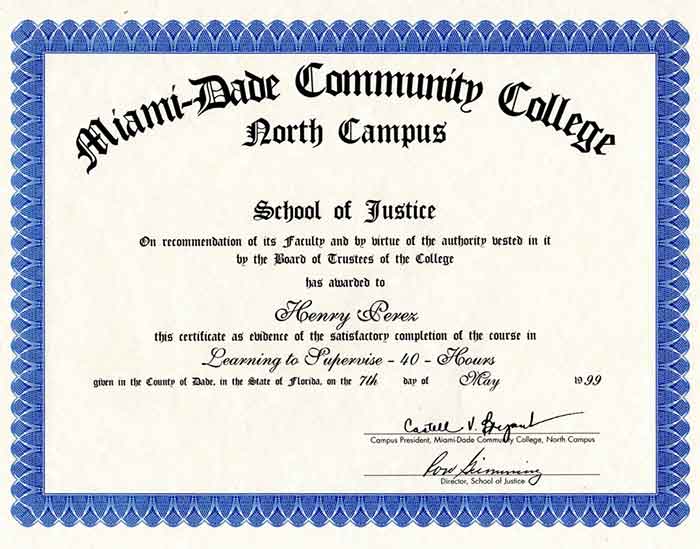 Miami-Dade Community College
North Campus
School of Justice
On recommendation of its Faculty and by virtue of the authority vested in it
by the Board of Trustees of the College
has awarded to
Henry Perez
this certificate as evidence of the satisfactory completion of the course in
Learning to Supervise - 40 - Hours
given in the County of Dade, in the State of Florida, on the 7th day of May 1999
Castell V. Bryant
Campus President, Miami-Dade Community College, North Campus
Director, School of Justice